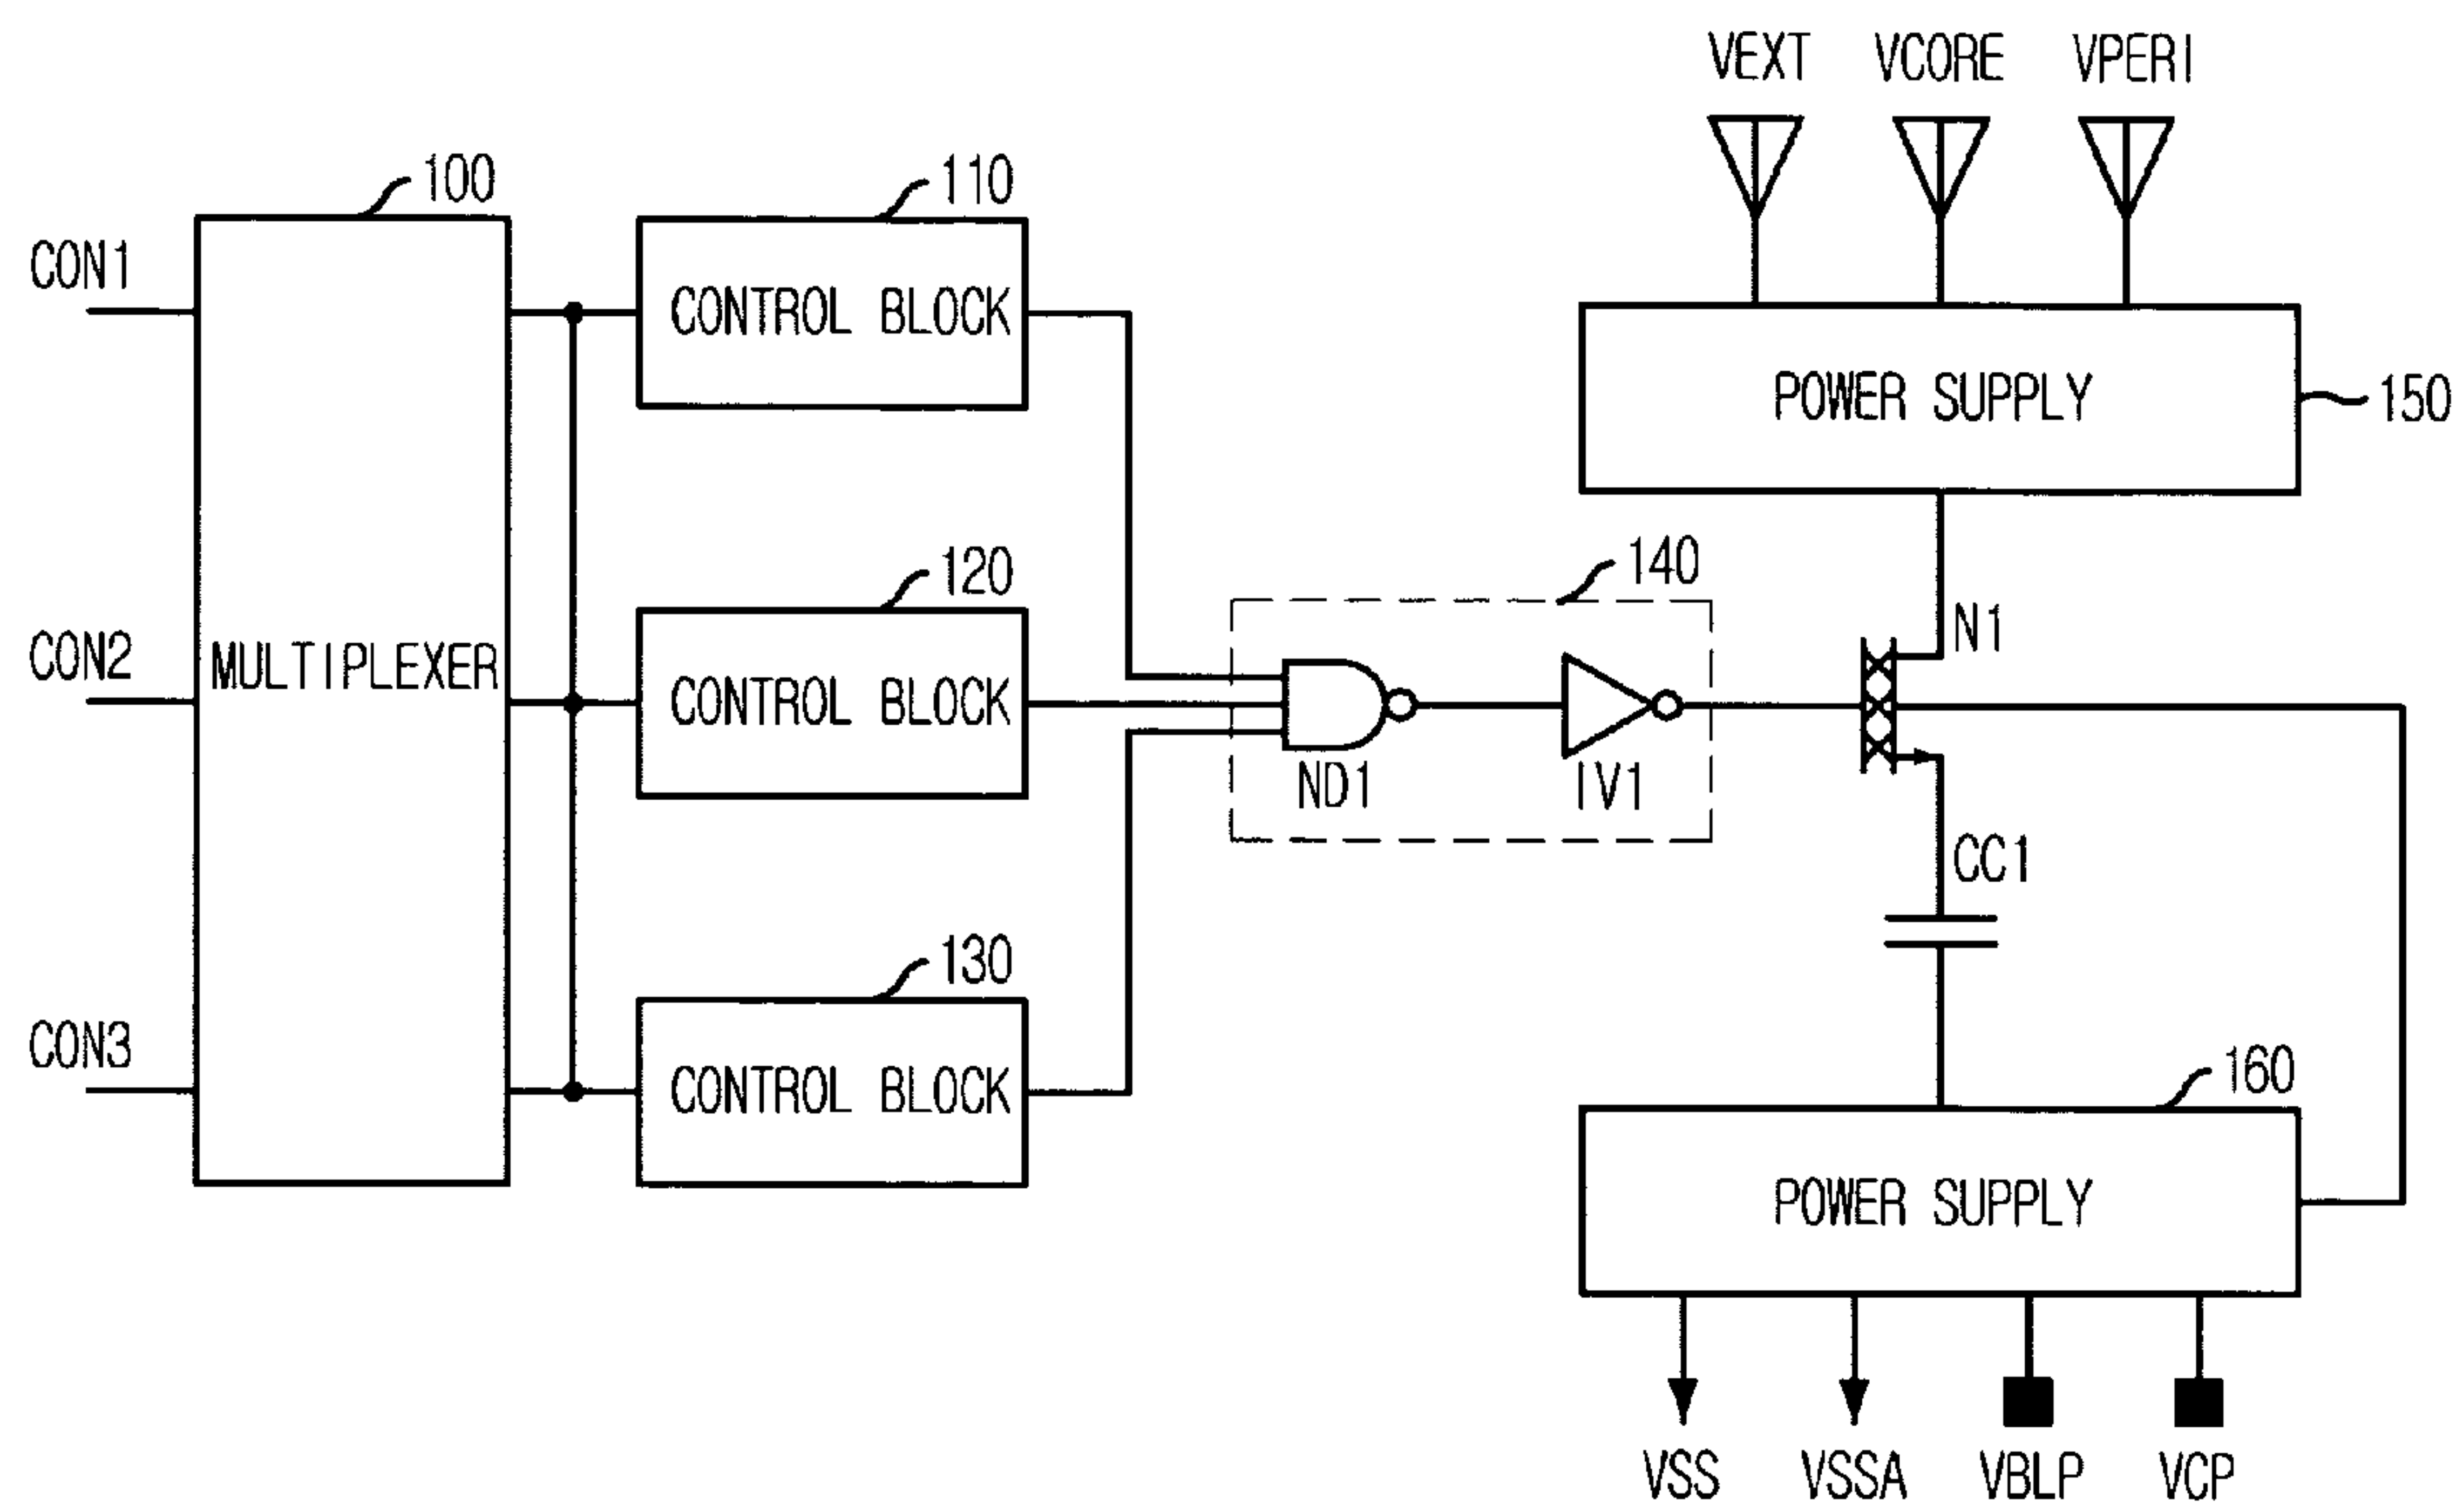 VEXT VCORE VPERI
100
110
CON1
CONTROL BLOCK
POWER SUPPLY
150
120
140
N1
CON2
MULTIPLEXER
CONTROL BLOCK
ND1
IV1
CC1
130
CON3
CONTROL BLOCK
160
POWER SUPPLY
VSS VSSA VBLP VCP